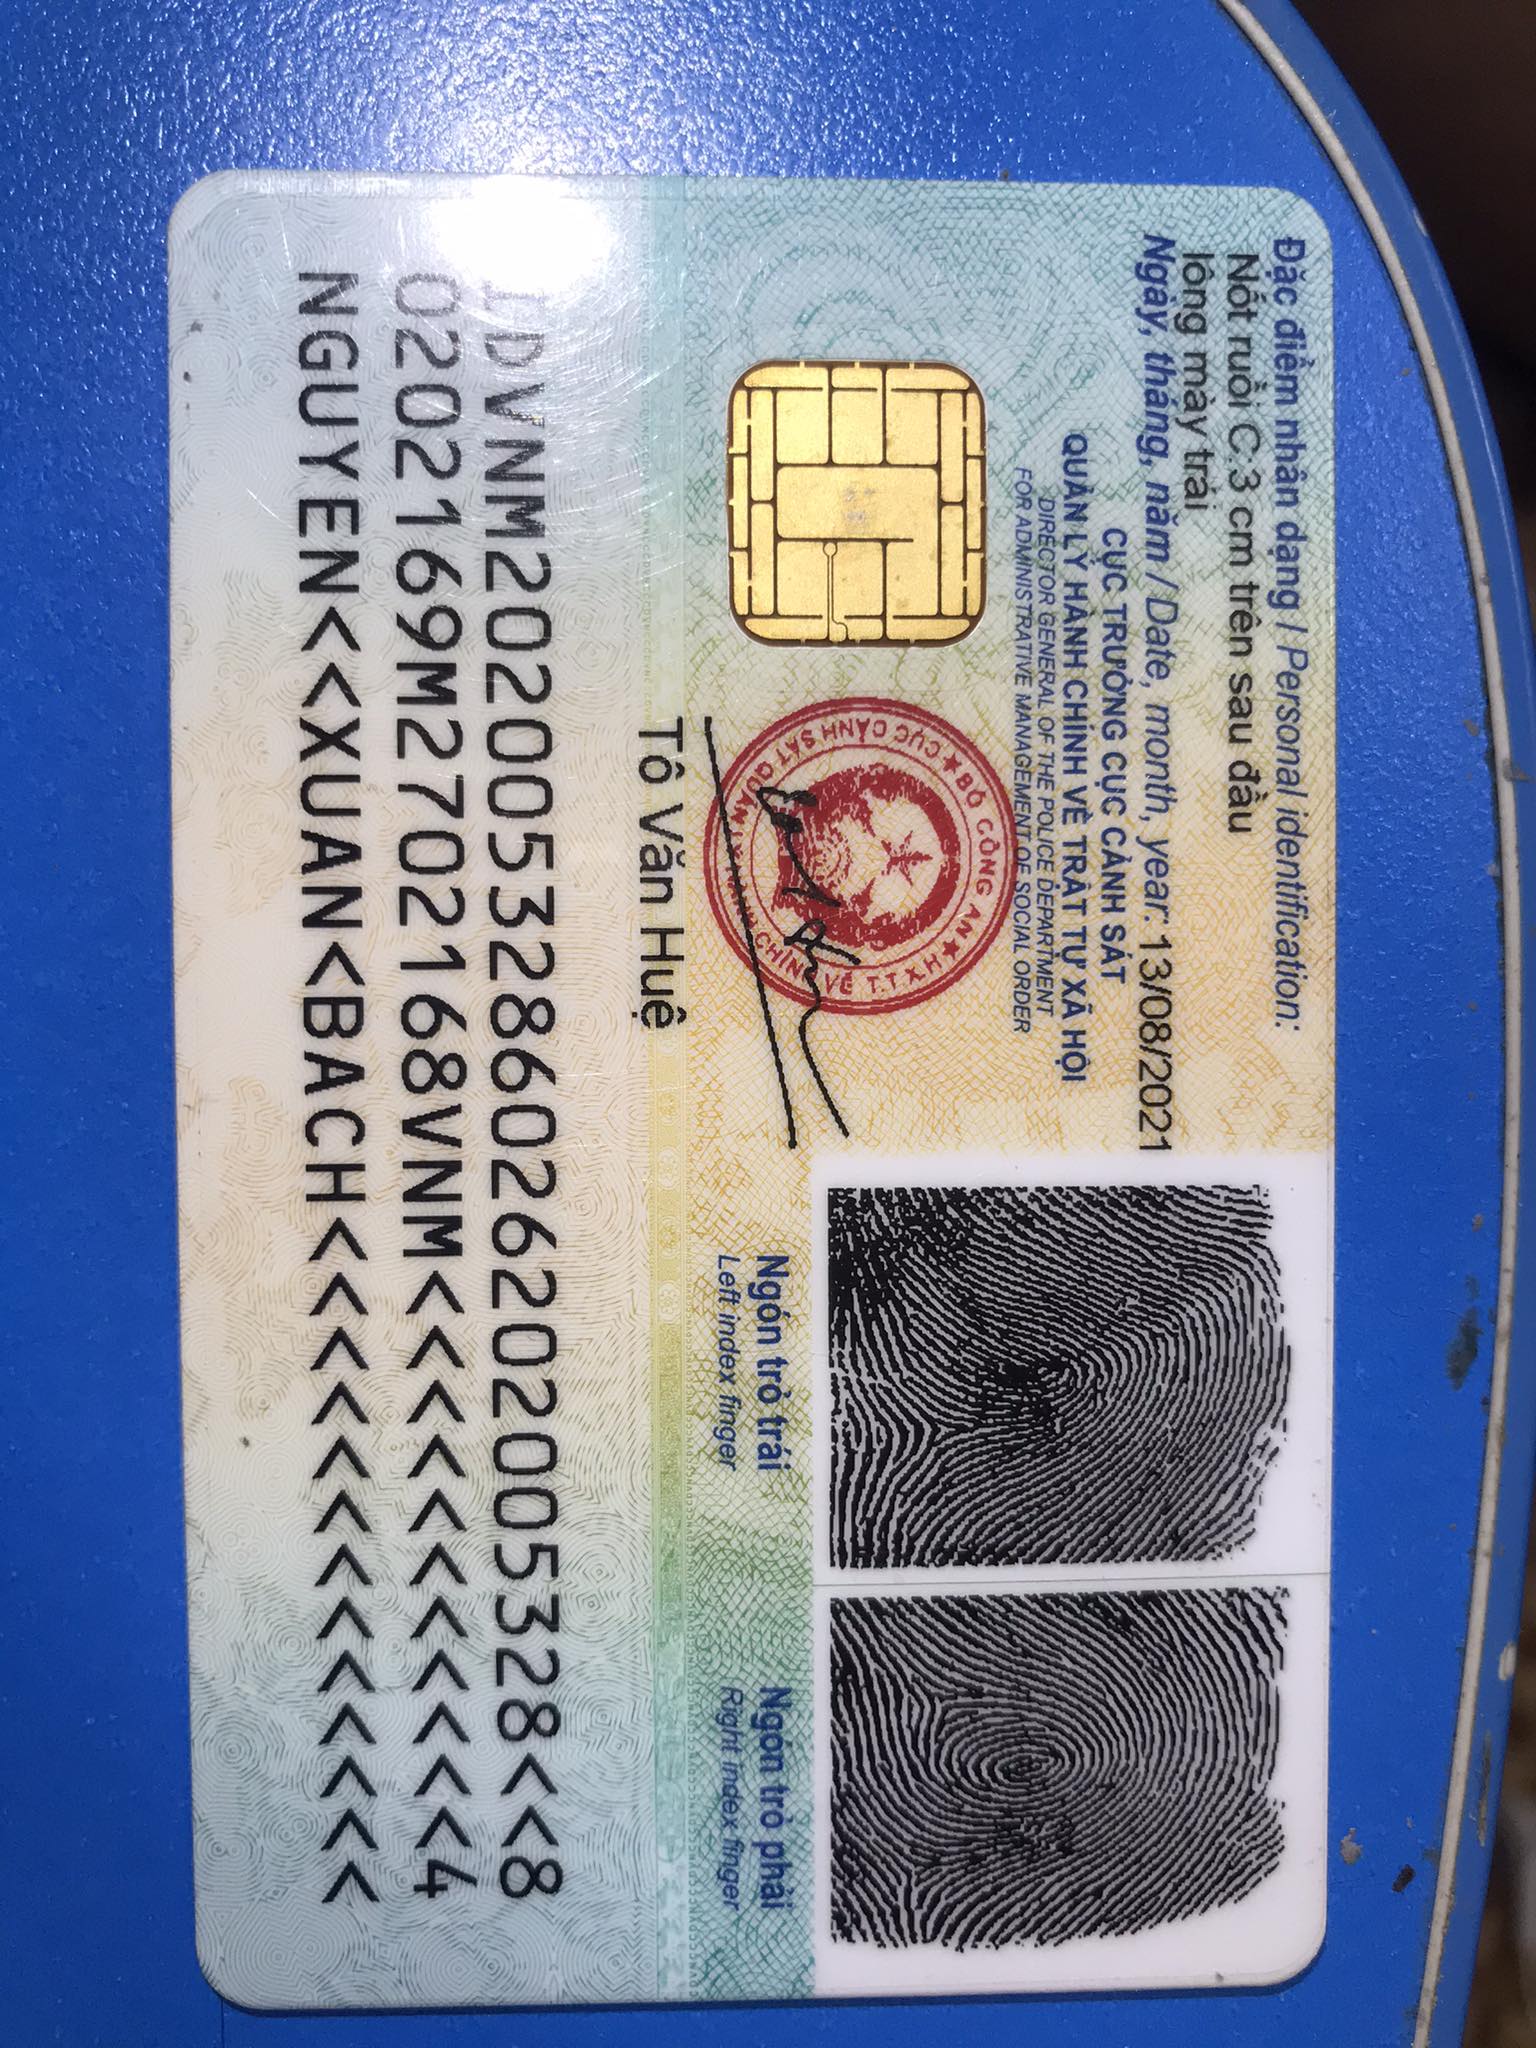 Đặc điểm nhân dạng / Personal identification:
Nốt ruồi C:3 cm trên sau đầu
lông mày trái
Ngày, tháng, năm / Date, month, year: 13/08/2021
CỤC TRƯỞNG CỤC CẢNH SÁT
QUẢN LÝ HÀNH CHÍNH VỀ TRẬT TỰ XÃ HỘI
DIRECTOR GENERAL OF THE POLICE DEPARTMENT
FOR ADMINISTRATIVE MANAGEMENT OF SOCIAL ORDER
★ BỘ CÔNG AN ★
CỤC CẢNH SÁT QUẢN LÝ HÀNH CHÍNH VỀ TTXH
Tô Văn Huệ
Ngón trỏ trái
Left index finger
Ngón trỏ phải
Right index finger
IDVNM2020053286026202005328<<8
0202169M2702168VNM<<<<<<<<<<<4
NGUYEN<<XUAN<BACH<<<<<<<<<<<<<